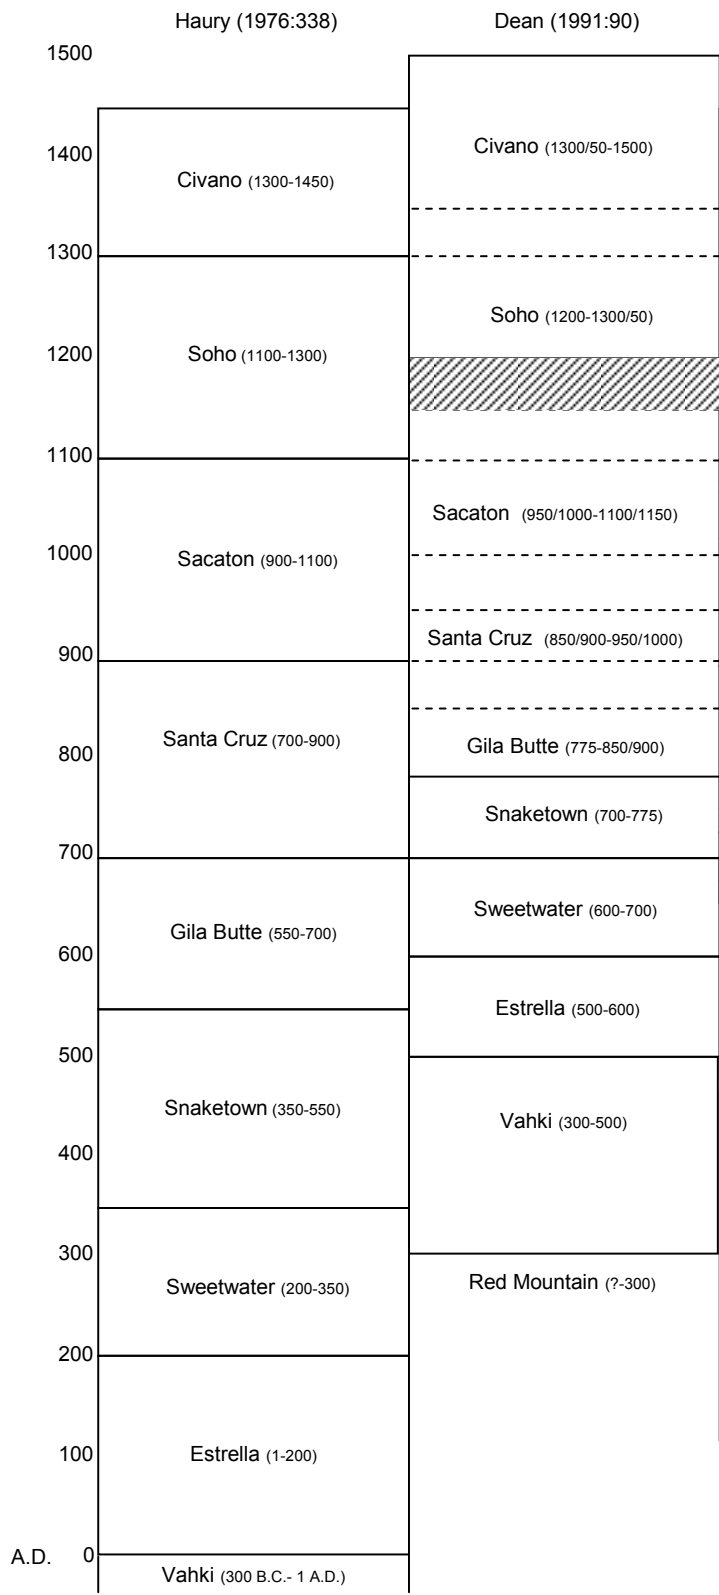 Haury (1976:338)
Dean (1991:90)
1500
1400
1300
1200
1100
1000
900
800
700
600
500
400
300
200
100
A.D. 0
Civano (1300-1450)
Soho (1100-1300)
Sacaton (900-1100)
Santa Cruz (700-900)
Gila Butte (550-700)
Snaketown (350-550)
Sweetwater (200-350)
Estrella (1-200)
Vahki (300 B.C.- 1 A.D.)
Civano (1300/50-1500)
Soho (1200-1300/50)
Sacaton (950/1000-1100/1150)
Santa Cruz (850/900-950/1000)
Gila Butte (775-850/900)
Snaketown (700-775)
Sweetwater (600-700)
Estrella (500-600)
Vahki (300-500)
Red Mountain (?-300)